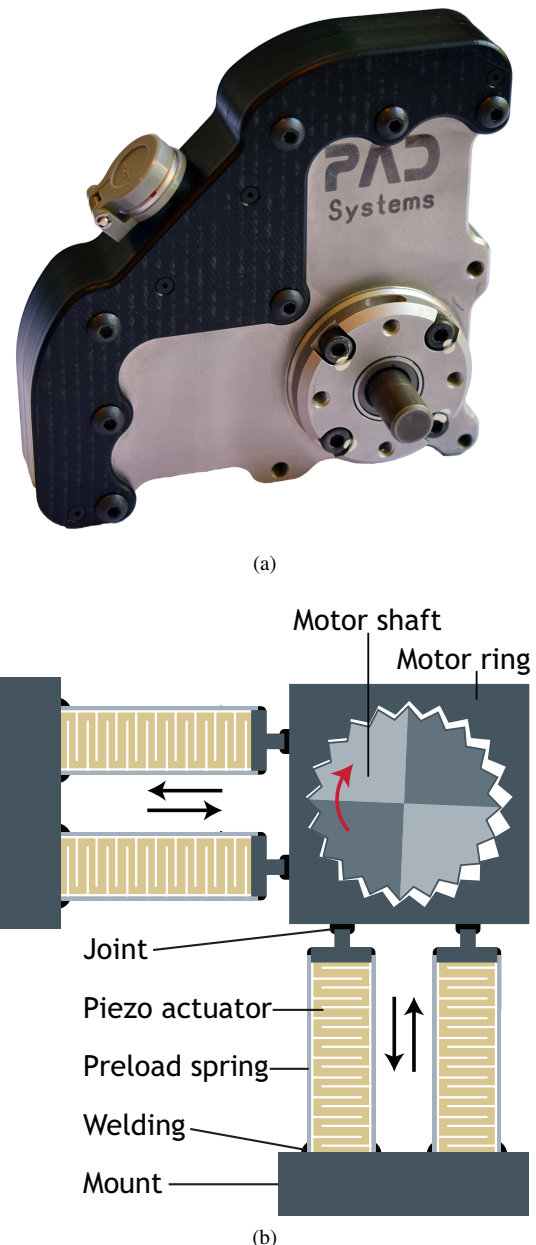 PAD
Systems
(a)
Motor shaft
Motor ring
Joint
Piezo actuator
Preload spring
Welding
Mount
(b)